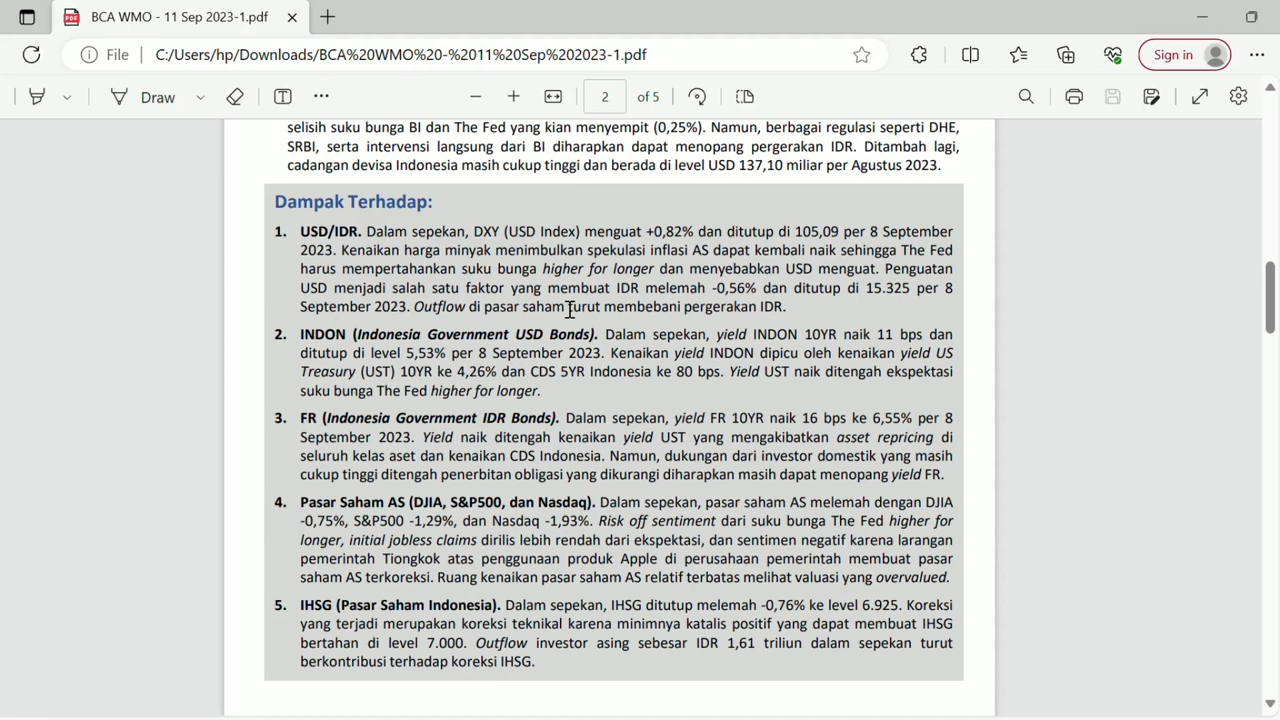 BCA WMO - 11 Sep 2023-1.pdf
File C:/Users/hp/Downloads/BCA%20WMO%20-%2011%20Sep%202023-1.pdf Sign in
Draw 2 of 5
selisih suku bunga BI dan The Fed yang kian menyempit (0,25%). Namun, berbagai regulasi seperti DHE,
SRBI, serta intervensi langsung dari BI diharapkan dapat menopang pergerakan IDR. Ditambah lagi,
cadangan devisa Indonesia masih cukup tinggi dan berada di level USD 137,10 miliar per Agustus 2023.
Dampak Terhadap:
1. USD/IDR. Dalam sepekan, DXY (USD Index) menguat +0,82% dan ditutup di 105,09 per 8 September
2023. Kenaikan harga minyak menimbulkan spekulasi inflasi AS dapat kembali naik sehingga The Fed
harus mempertahankan suku bunga higher for longer dan menyebabkan USD menguat. Penguatan
USD menjadi salah satu faktor yang membuat IDR melemah -0,56% dan ditutup di 15.325 per 8
September 2023. Outflow di pasar saham turut membebani pergerakan IDR.
2. INDON (Indonesia Government USD Bonds). Dalam sepekan, yield INDON 10YR naik 11 bps dan
ditutup di level 5,53% per 8 September 2023. Kenaikan yield INDON dipicu oleh kenaikan yield US
Treasury (UST) 10YR ke 4,26% dan CDS 5YR Indonesia ke 80 bps. Yield UST naik ditengah ekspektasi
suku bunga The Fed higher for longer.
3. FR (Indonesia Government IDR Bonds). Dalam sepekan, yield FR 10YR naik 16 bps ke 6,55% per 8
September 2023. Yield naik ditengah kenaikan yield UST yang mengakibatkan asset repricing di
seluruh kelas aset dan kenaikan CDS Indonesia. Namun, dukungan dari investor domestik yang masih
cukup tinggi ditengah penerbitan obligasi yang dikurangi diharapkan masih dapat menopang yield FR.
4. Pasar Saham AS (DJIA, S&P500, dan Nasdaq). Dalam sepekan, pasar saham AS melemah dengan DJIA
-0,75%, S&P500 -1,29%, dan Nasdaq -1,93%. Risk off sentiment dari suku bunga The Fed higher for
longer, initial jobless claims dirilis lebih rendah dari ekspektasi, dan sentimen negatif karena larangan
pemerintah Tiongkok atas penggunaan produk Apple di perusahaan pemerintah membuat pasar
saham AS terkoreksi. Ruang kenaikan pasar saham AS relatif terbatas melihat valuasi yang overvalued.
5. IHSG (Pasar Saham Indonesia). Dalam sepekan, IHSG ditutup melemah -0,76% ke level 6.925. Koreksi
yang terjadi merupakan koreksi teknikal karena minimnya katalis positif yang dapat membuat IHSG
bertahan di level 7.000. Outflow investor asing sebesar IDR 1,61 triliun dalam sepekan turut
berkontribusi terhadap koreksi IHSG.